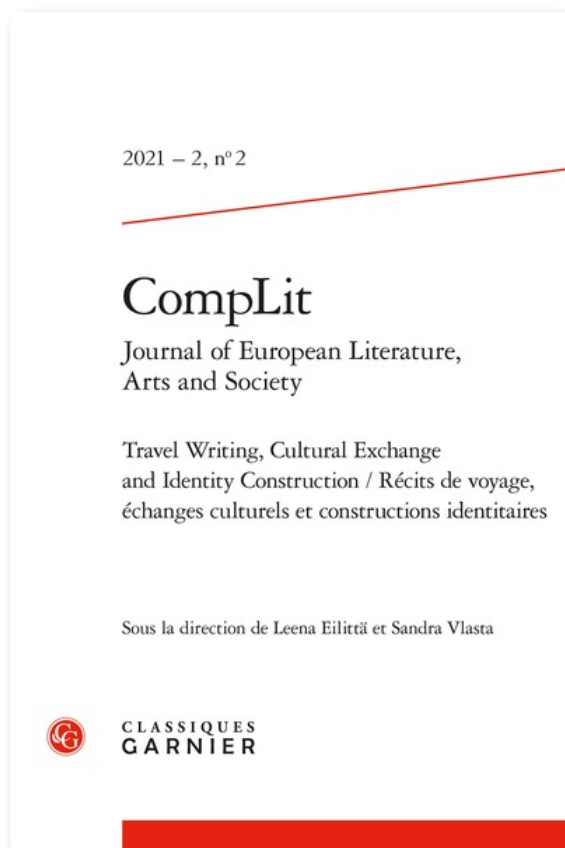 2021 – 2, nº 2
CompLit
Journal of European Literature,
Arts and Society
Travel Writing, Cultural Exchange
and Identity Construction / Récits de voyage,
échanges culturels et constructions identitaires
Sous la direction de Leena Eilittä et Sandra Vlasta
CG
CLASSIQUES
GARNIER